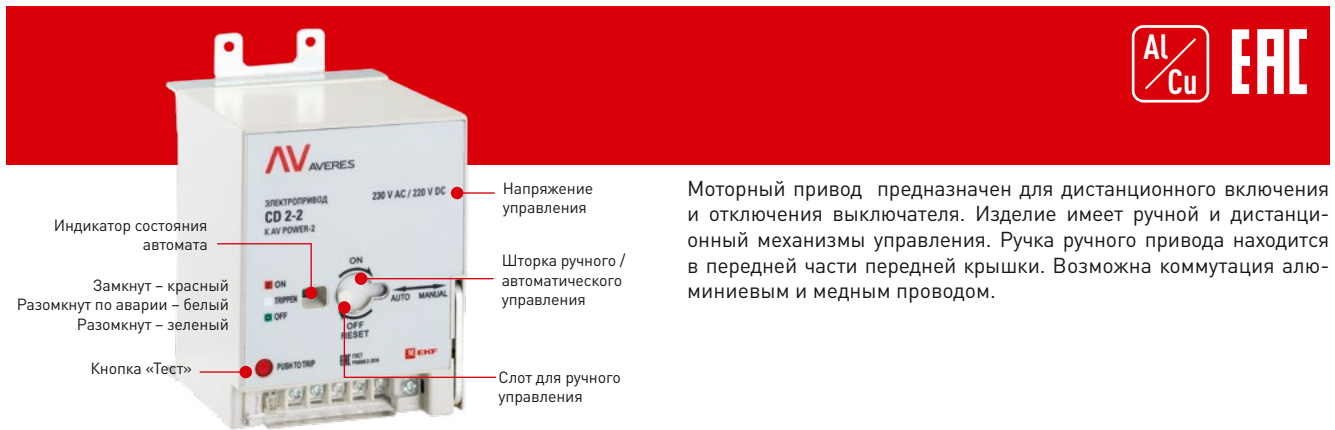 Al
Cu
EAC
AV AVERES
230 V AC / 220 V DC
ЭЛЕКТРОПРИВОД
CD 2-2
К AV POWER-2
ON
ON
TRIPPEN
OFF
AUTO
MANUAL
OFF
RESET
PUSH TO TRIP
EAC
ГОСТ
EKF
Индикатор состояния
автомата
Замкнут – красный
Разомкнут по аварии – белый
Разомкнут – зеленый
Кнопка «Тест»
Напряжение
управления
Шторка ручного /
автоматического
управления
Слот для ручного
управления
Моторный привод предназначен для дистанционного включения
и отключения выключателя. Изделие имеет ручной и дистанци-
онный механизмы управления. Ручка ручного привода находится
в передней части передней крышки. Возможна коммутация алю-
миниевым и медным проводом.